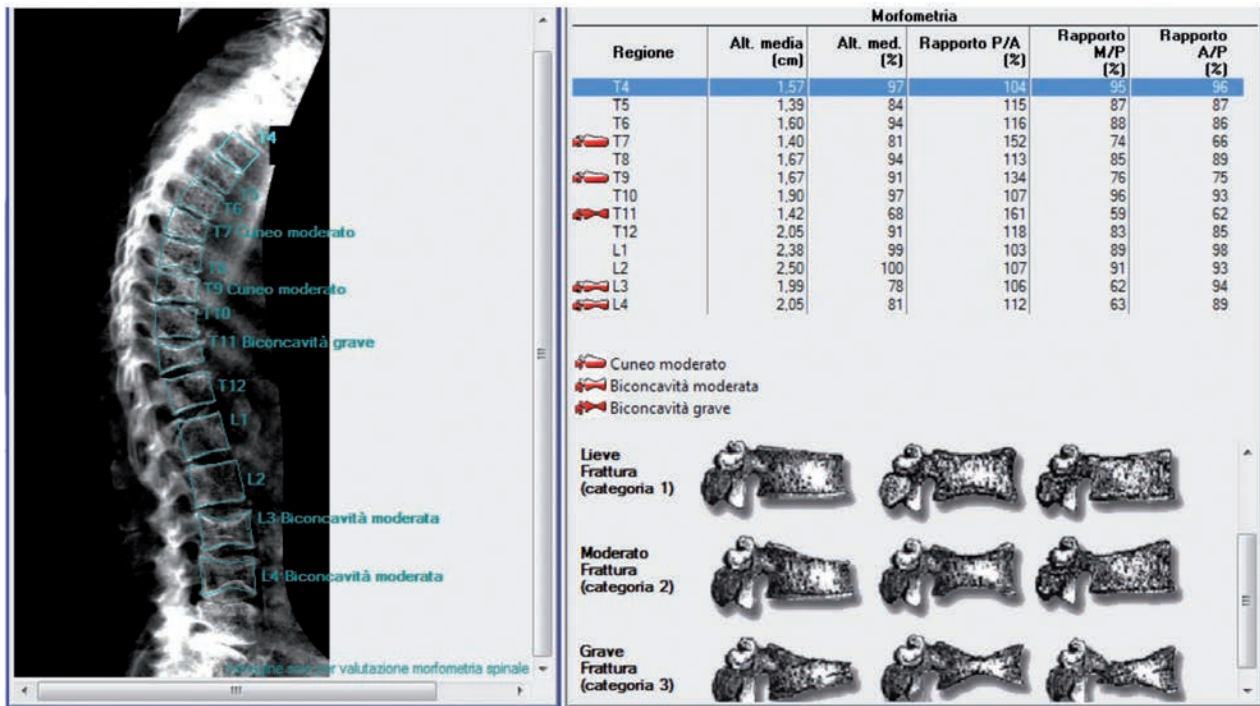 T4
T5
T6
T7 Cuneo moderato
T8
T9 Cuneo moderato
T10
T11 Biconcavità grave
T12
L1
L2
L3 Biconcavità moderata
L4 Biconcavità moderata
per valutazione morfometria spinale
Morfometria
Regione Alt. media (cm) Alt. med. (%) Rapporto P/A (%) Rapporto M/P (%) Rapporto A/P (%)
T4 1,57 97 104 95 96
T5 1,39 84 115 87 87
T6 1,60 94 116 88 86
T7 1,40 81 152 74 66
T8 1,67 94 113 85 89
T9 1,67 91 134 76 75
T10 1,90 97 107 96 93
T11 1,42 68 161 59 62
T12 2,05 91 118 83 85
L1 2,38 99 103 89 98
L2 2,50 100 107 91 93
L3 1,99 78 106 62 94
L4 2,05 81 112 63 89
Cuneo moderato
Biconcavità moderata
Biconcavità grave
Lieve
Frattura
(categoria 1)
Moderato
Frattura
(categoria 2)
Grave
Frattura
(categoria 3)